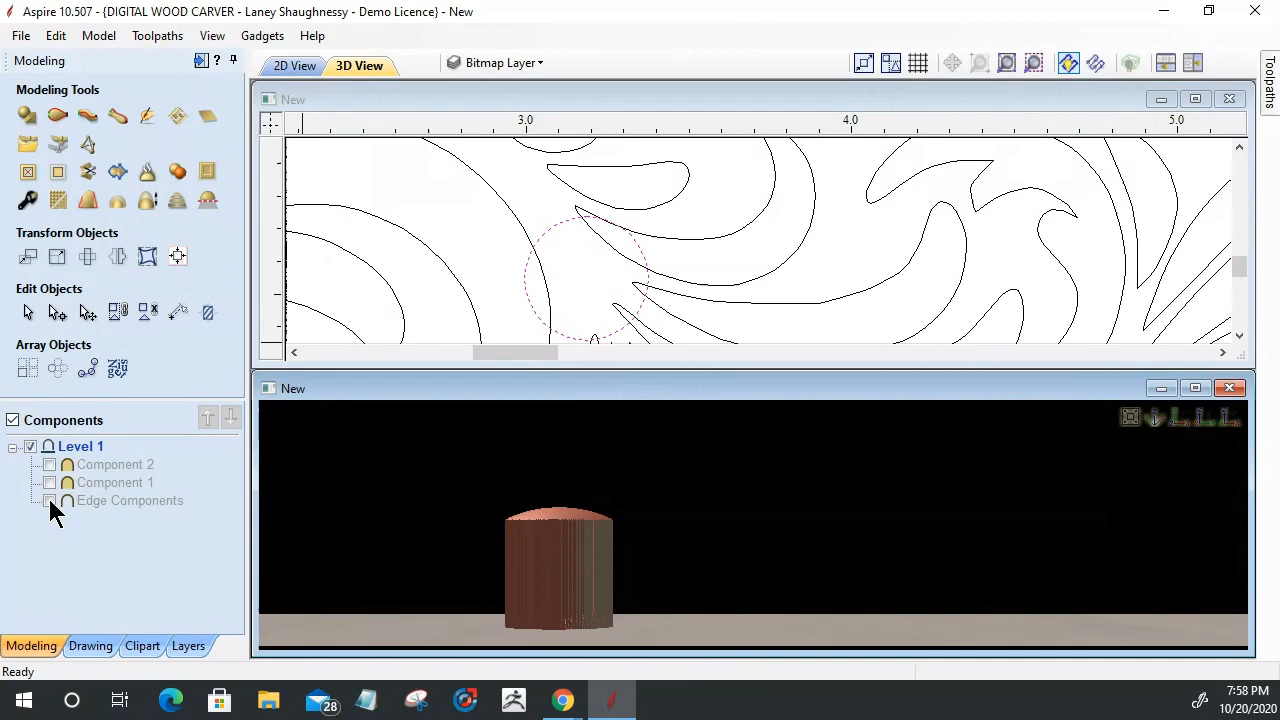 Aspire 10.507 - {DIGITAL WOOD CARVER - Laney Shaughnessy - Demo Licence} - New
File Edit Model Toolpaths View Gadgets Help
Modeling
2D View 3D View Bitmap Layer
Toolpaths
Modeling Tools
Transform Objects
Edit Objects
Array Objects
Components
Level 1
Component 2
Component 1
Edge Components
Modeling Drawing Clipart Layers
New
3.0 4.0 5.0
New
Ready
28
7:58 PM
10/20/2020